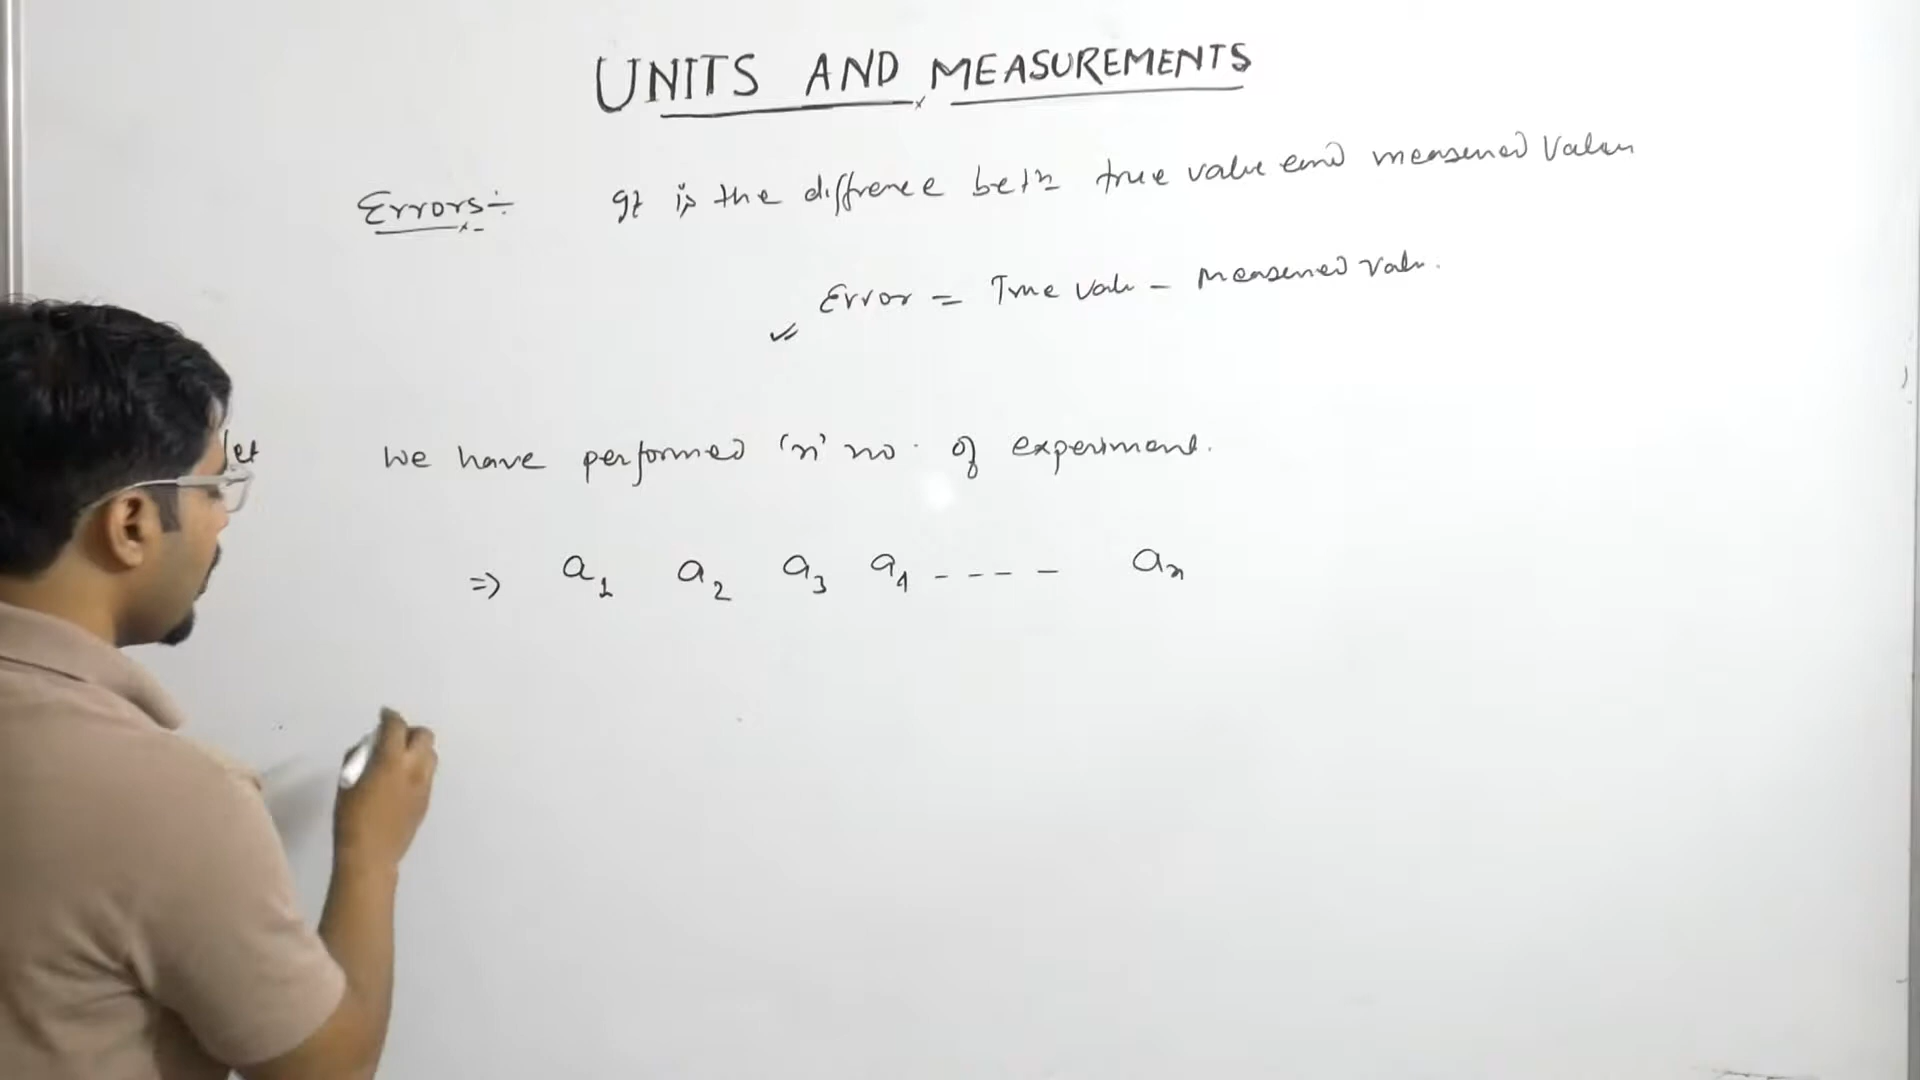 UNITS AND MEASUREMENTS
Errors÷ It is the diffrence betn true value and measured value
Error = True value - Measured value.
let we have performed 'n' no. of experiment.
⇒ a₁ a₂ a₃ a₄ - - - - aₙ